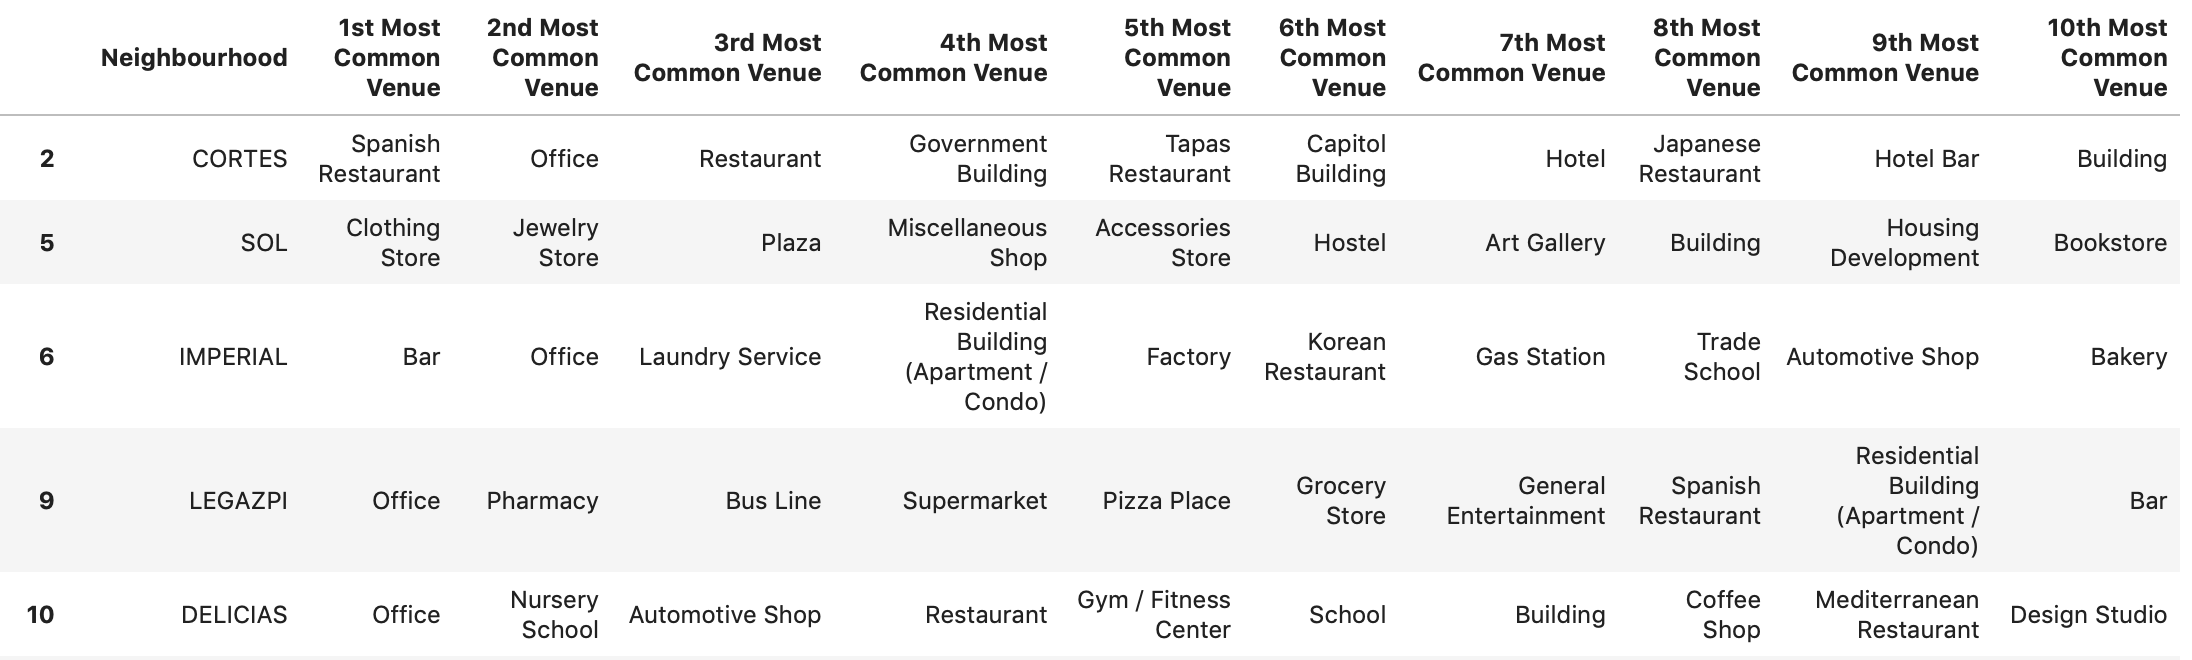 Neighbourhood 1st Most Common Venue 2nd Most Common Venue 3rd Most Common Venue 4th Most Common Venue 5th Most Common Venue 6th Most Common Venue 7th Most Common Venue 8th Most Common Venue 9th Most Common Venue 10th Most Common Venue
2 CORTES Spanish Restaurant Office Restaurant Government Building Tapas Restaurant Capitol Building Hotel Japanese Restaurant Hotel Bar Building
5 SOL Clothing Store Jewelry Store Plaza Miscellaneous Shop Accessories Store Hostel Art Gallery Building Housing Development Bookstore
6 IMPERIAL Bar Office Laundry Service Residential Building (Apartment / Condo) Factory Korean Restaurant Gas Station Trade School Automotive Shop Bakery
9 LEGAZPI Office Pharmacy Bus Line Supermarket Pizza Place Grocery Store General Entertainment Spanish Restaurant Residential Building (Apartment / Condo) Bar
10 DELICIAS Office Nursery School Automotive Shop Restaurant Gym / Fitness Center School Building Coffee Shop Mediterranean Restaurant Design Studio